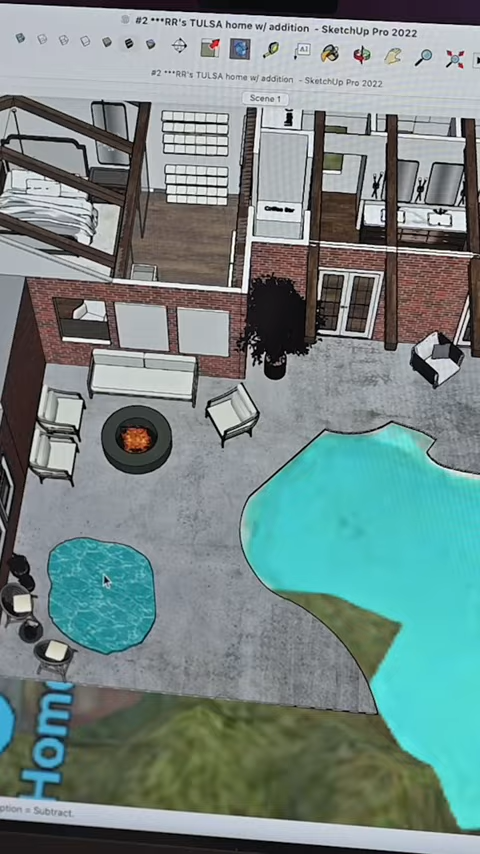 #2 ***RR's TULSA home w/ addition - SketchUp Pro 2022
A1
#2 ***RR's TULSA home w/ addition - SketchUp Pro 2022
Scene 1
Coffee Bar
Home
ption = Subtract.